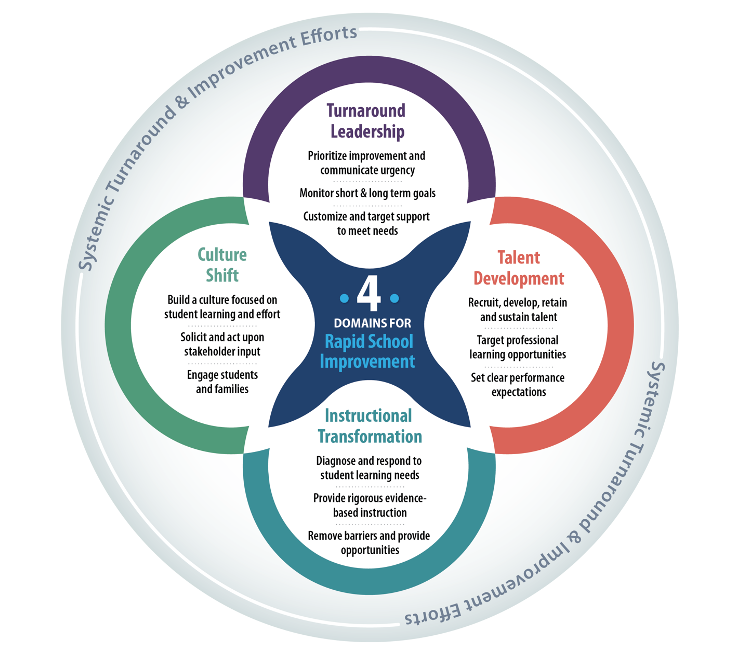 Systemic Turnaround & Improvement Efforts
Turnaround
Leadership
Prioritize improvement and
communicate urgency
Monitor short & long term goals
Customize and target support
to meet needs
Culture
Shift
Build a culture focused on
student learning and effort
Solicit and act upon
stakeholder input
Engage students
and families
• 4 •
DOMAINS FOR
Rapid School
Improvement
Talent
Development
Recruit, develop, retain
and sustain talent
Target professional
learning opportunities
Set clear performance
expectations
Instructional
Transformation
Diagnose and respond to
student learning needs
Provide rigorous evidence-
based instruction
Remove barriers and provide
opportunities
Systemic Turnaround & Improvement Efforts